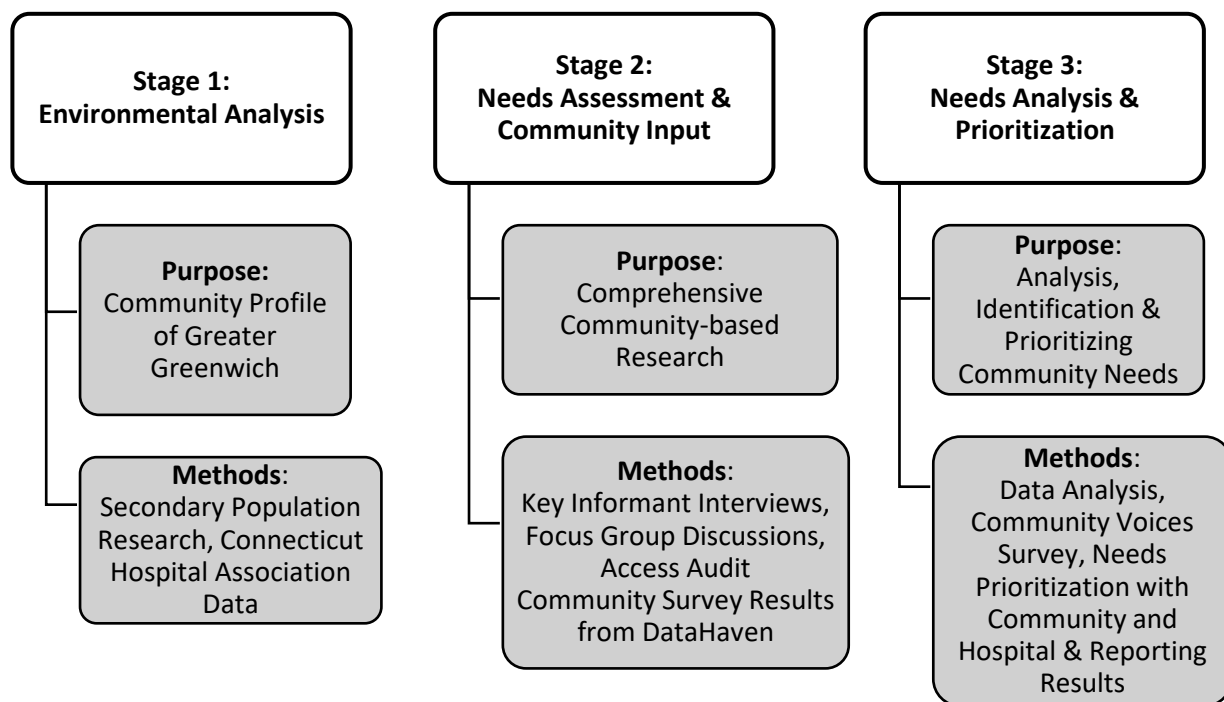 Stage 1:
Environmental Analysis
Purpose:
Community Profile
of Greater
Greenwich
Methods:
Secondary Population
Research, Connecticut
Hospital Association
Data
Stage 2:
Needs Assessment &
Community Input
Purpose:
Comprehensive
Community-based
Research
Methods:
Key Informant Interviews,
Focus Group Discussions,
Access Audit
Community Survey Results
from DataHaven
Stage 3:
Needs Analysis &
Prioritization
Purpose:
Analysis,
Identification &
Prioritizing
Community Needs
Methods:
Data Analysis,
Community Voices
Survey, Needs
Prioritization with
Community and
Hospital & Reporting
Results